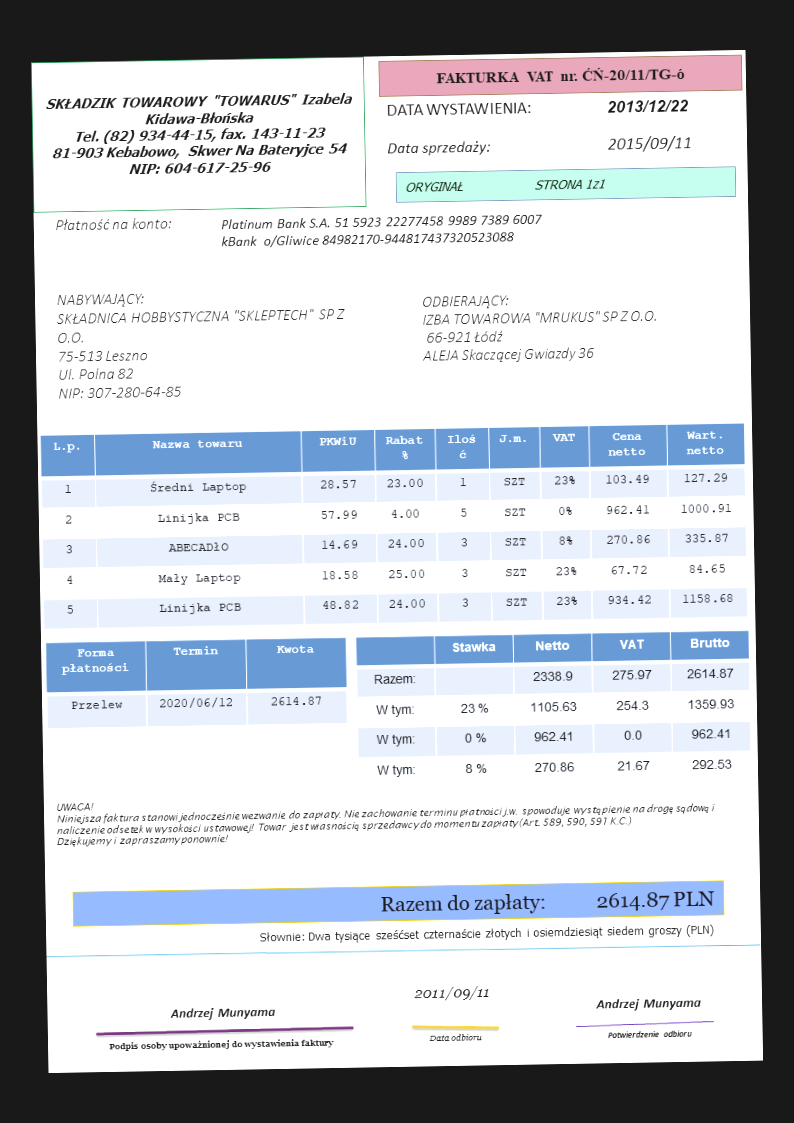 SKŁADZIK TOWAROWY "TOWARUS" Izabela
Kidawa-Błońska
Tel. (82) 934-44-15, fax. 143-11-23
81-903 Kebabowo, Skwer Na Bateryjce 54
NIP: 604-617-25-96
FAKTURKA VAT nr. ĆŃ-20/11/TG-ó
DATA WYSTAWIENIA: 2013/12/22
Data sprzedaży: 2015/09/11
ORYGINAŁ STRONA 1z1
Płatność na konto: Platinum Bank S.A. 51 5923 22277458 9989 7389 6007
kBank o/Gliwice 84982170-944817437320523088
NABYWAJĄCY:
SKŁADNICA HOBBYSTYCZNA "SKLEPTECH" SP Z
O.O.
75-513 Leszno
Ul. Polna 82
NIP: 307-280-64-85
ODBIERAJĄCY:
IZBA TOWAROWA "MRUKUS" SP Z O.O.
66-921 Łódź
ALEJA Skaczącej Gwiazdy 36
L.p. Nazwa towaru PKWiU Rabat % Iloś ć J.m. VAT Cena netto Wart. netto
1 Średni Laptop 28.57 23.00 1 SZT 23% 103.49 127.29
2 Linijka PCB 57.99 4.00 5 SZT 0% 962.41 1000.91
3 ABECADŁO 14.69 24.00 3 SZT 8% 270.86 335.87
4 Mały Laptop 18.58 25.00 3 SZT 23% 67.72 84.65
5 Linijka PCB 48.82 24.00 3 SZT 23% 934.42 1158.68
Forma płatności Termin Kwota
Przelew 2020/06/12 2614.87
Stawka Netto VAT Brutto
Razem: 2338.9 275.97 2614.87
W tym: 23 % 1105.63 254.3 1359.93
W tym: 0 % 962.41 0.0 962.41
W tym: 8 % 270.86 21.67 292.53
UWAGA!
Niniejsza faktura stanowi jednocześnie wezwanie do zapłaty. Nie zachowanie terminu płatności j.w. spowoduje wystąpienie na drogę sądową i
naliczenie odsetek w wysokości ustawowej! Towar jest własnością sprzedawcy do momentu zapłaty (Art. 589, 590, 591 K.C.)
Dziękujemy i zapraszamy ponownie!
Razem do zapłaty: 2614.87 PLN
Słownie: Dwa tysiące sześćset czternaście złotych i osiemdziesiąt siedem groszy (PLN)
Andrzej Munyama
Podpis osoby upoważnionej do wystawienia faktury
2011/09/11
Data odbioru
Andrzej Munyama
Potwierdzenie odbioru